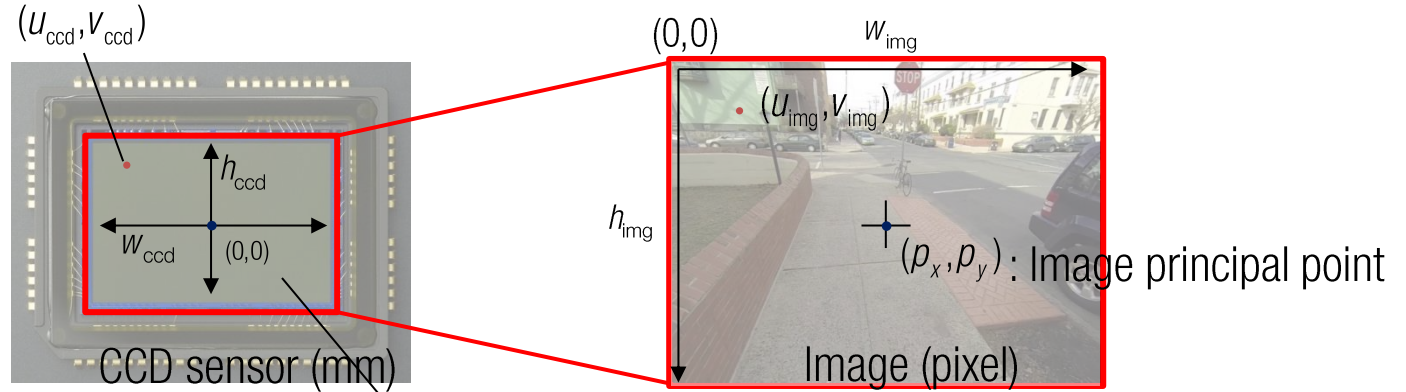 (u_ccd,v_ccd)
h_ccd
w_ccd
(0,0)
CCD sensor (mm)
(0,0)
w_img
STOP
(u_img,v_img)
h_img
(p_x,p_y) : Image principal point
Image (pixel)